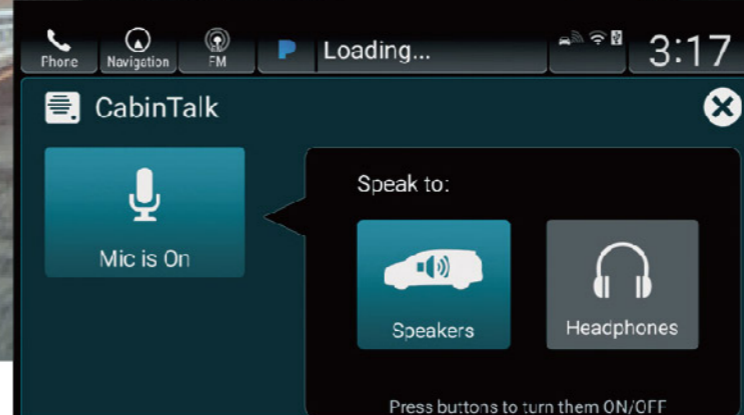 Phone
Navigation
FM
Loading...
3:17
CabinTalk
Mic is On
Speak to:
Speakers
Headphones
Press buttons to turn them ON/OFF